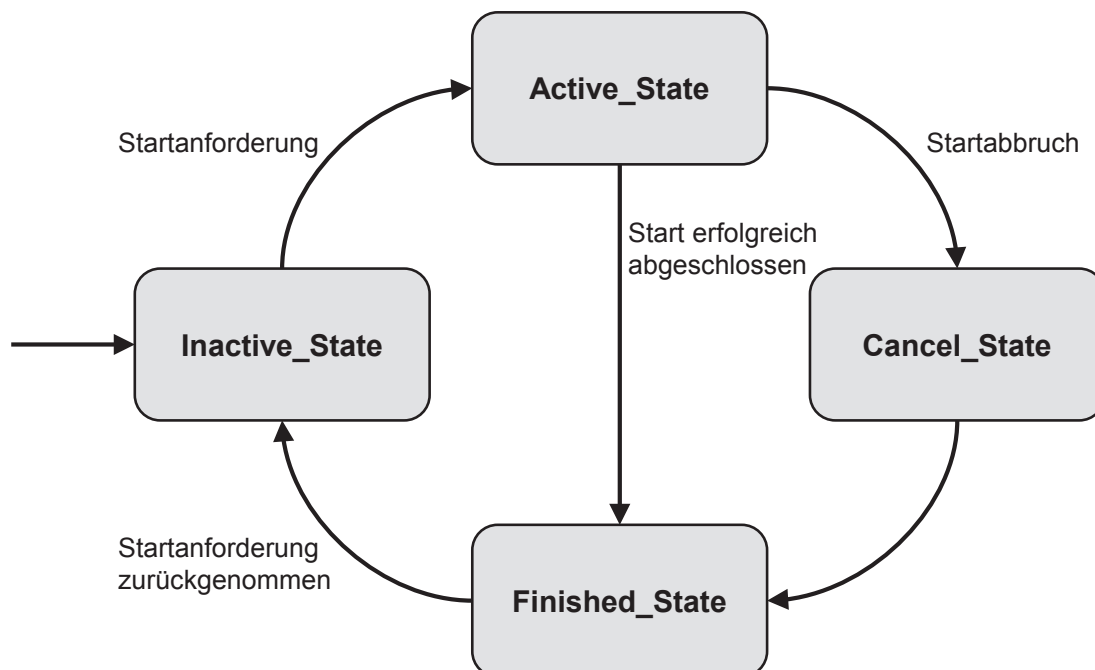 Active_State
Startanforderung
Startabbruch
Start erfolgreich
abgeschlossen
Inactive_State
Cancel_State
Startanforderung
zurückgenommen
Finished_State